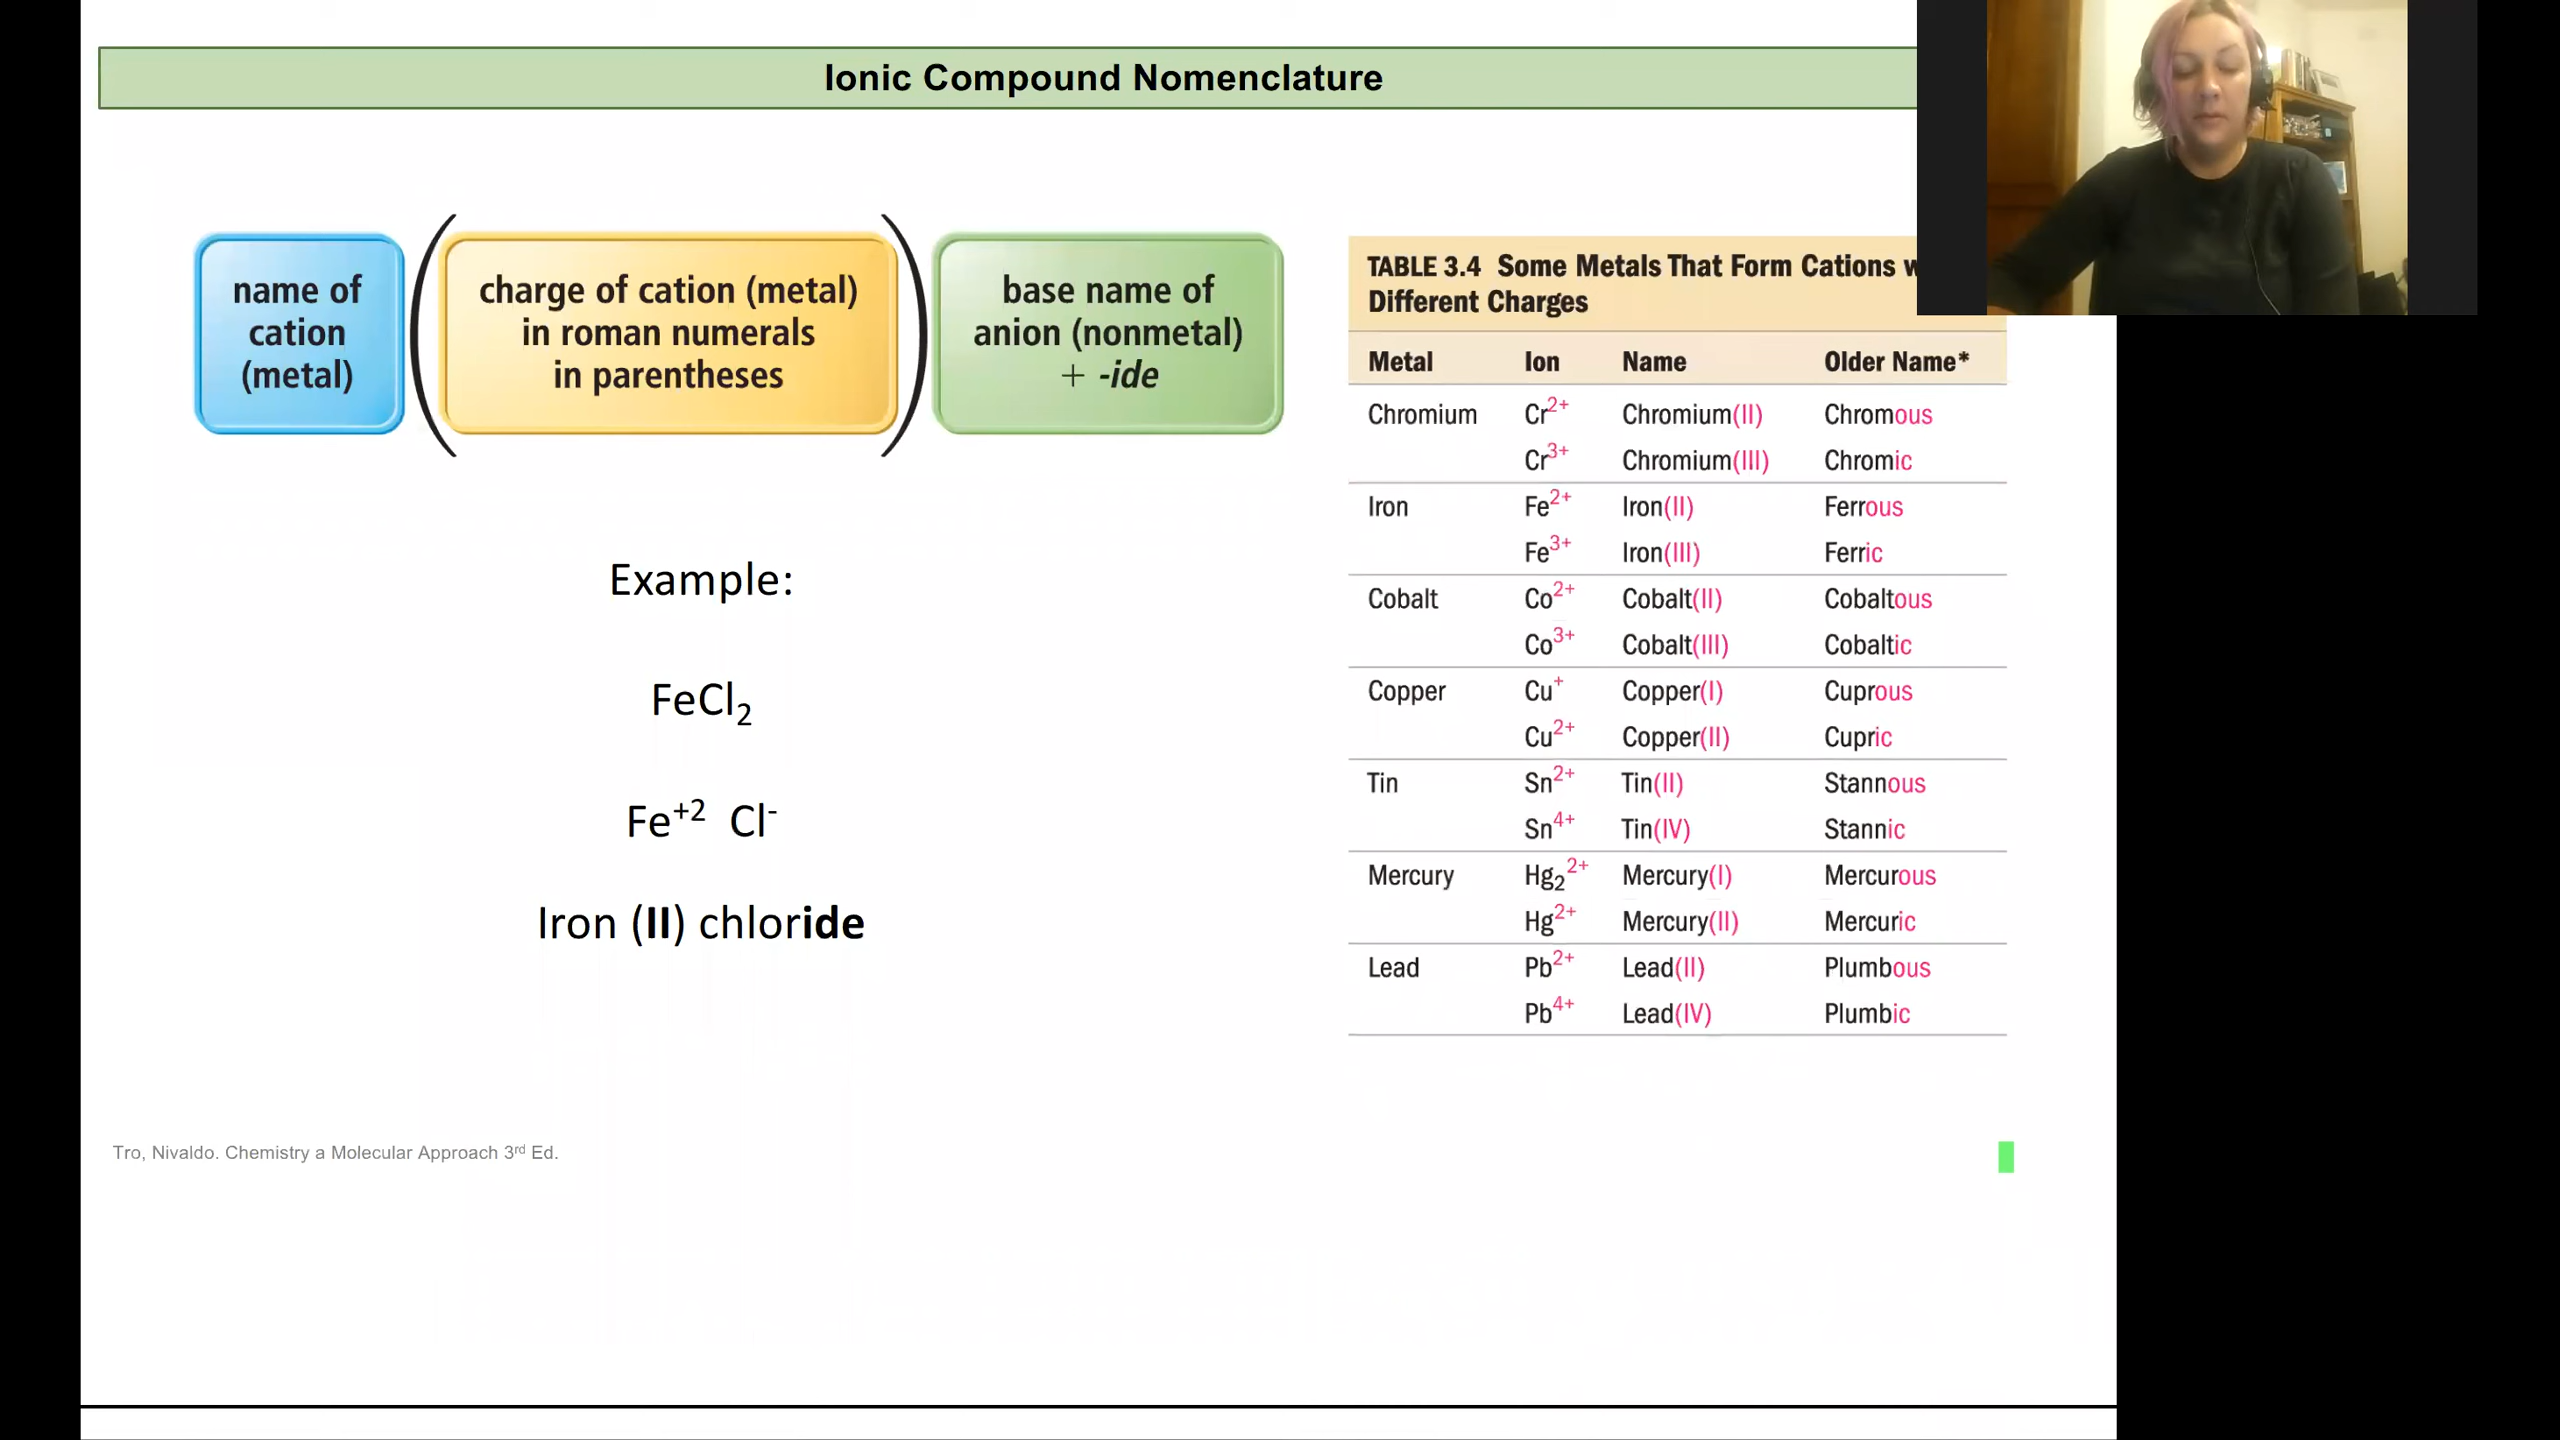 Ionic Compound Nomenclature
name of
cation
(metal)
charge of cation (metal)
in roman numerals
in parentheses
base name of
anion (nonmetal)
+ -ide
Example:
FeCl₂
Fe⁺² Cl⁻
Iron (II) chloride
TABLE 3.4 Some Metals That Form Cations
Different Charges
Metal Ion Name Older Name*
Chromium Cr²⁺ Chromium(II) Chromous
Cr³⁺ Chromium(III) Chromic
Iron Fe²⁺ Iron(II) Ferrous
Fe³⁺ Iron(III) Ferric
Cobalt Co²⁺ Cobalt(II) Cobaltous
Co³⁺ Cobalt(III) Cobaltic
Copper Cu⁺ Copper(I) Cuprous
Cu²⁺ Copper(II) Cupric
Tin Sn²⁺ Tin(II) Stannous
Sn⁴⁺ Tin(IV) Stannic
Mercury Hg₂²⁺ Mercury(I) Mercurous
Hg²⁺ Mercury(II) Mercuric
Lead Pb²⁺ Lead(II) Plumbous
Pb⁴⁺ Lead(IV) Plumbic
Tro, Nivaldo. Chemistry a Molecular Approach 3rd Ed.